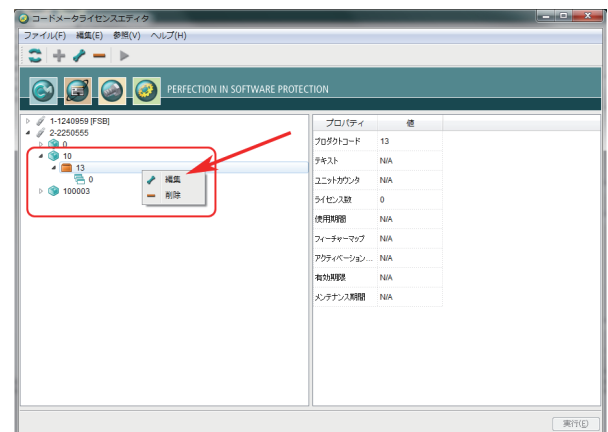 コードメータライセンスエディタ
ファイル(F) 編集(E) 参照(V) ヘルプ(H)
PERFECTION IN SOFTWARE PROTECTION
1-1240959 [FSB]
2-2250555
0
10
13
0
100003
編集
削除
プロパティ 値
プロダクトコード 13
テキスト N/A
ユニットカウンタ N/A
ライセンス数 0
使用期間 N/A
フィーチャーマップ N/A
アクティベーション... N/A
有効期限 N/A
メンテナンス期間 N/A
実行(E)